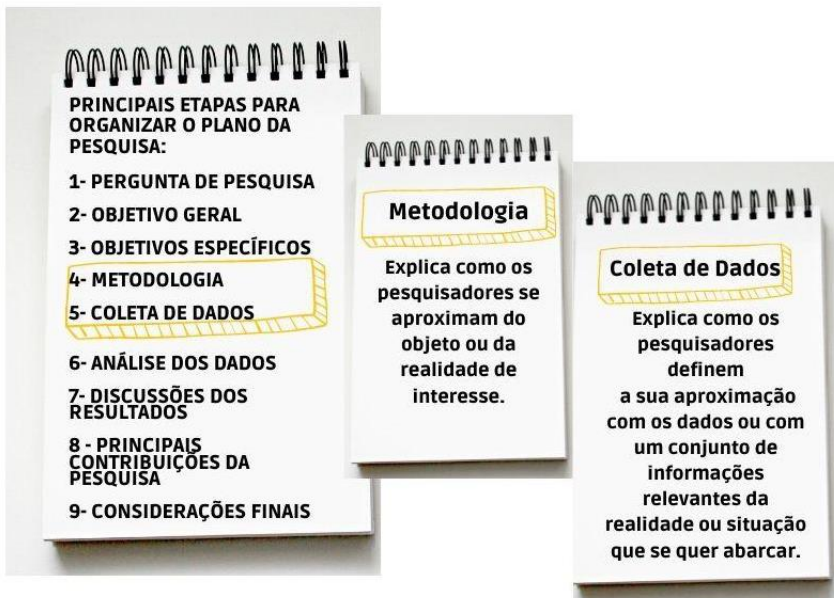 PRINCIPAIS ETAPAS PARA
ORGANIZAR O PLANO DA
PESQUISA:
1- PERGUNTA DE PESQUISA
2- OBJETIVO GERAL
3- OBJETIVOS ESPECÍFICOS
4- METODOLOGIA
5- COLETA DE DADOS
6- ANÁLISE DOS DADOS
7- DISCUSSÕES DOS
RESULTADOS
8 - PRINCIPAIS
CONTRIBUIÇÕES DA
PESQUISA
9- CONSIDERAÇÕES FINAIS
Metodologia
Explica como os
pesquisadores se
aproximam do
objeto ou da
realidade de
interesse.
Coleta de Dados
Explica como os
pesquisadores
definem
a sua aproximação
com os dados ou com
um conjunto de
informações
relevantes da
realidade ou situação
que se quer abarcar.